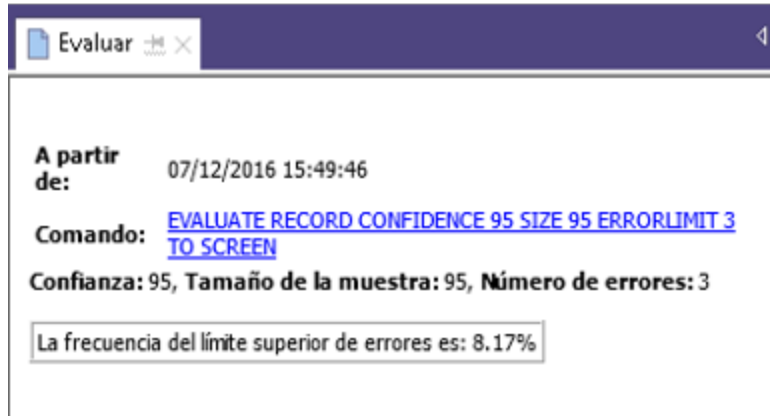 Evaluar
A partir
de:
07/12/2016 15:49:46
Comando:
EVALUATE RECORD CONFIDENCE 95 SIZE 95 ERRORLIMIT 3
TO SCREEN
Confianza: 95, Tamaño de la muestra: 95, Número de errores: 3
La frecuencia del límite superior de errores es: 8.17%